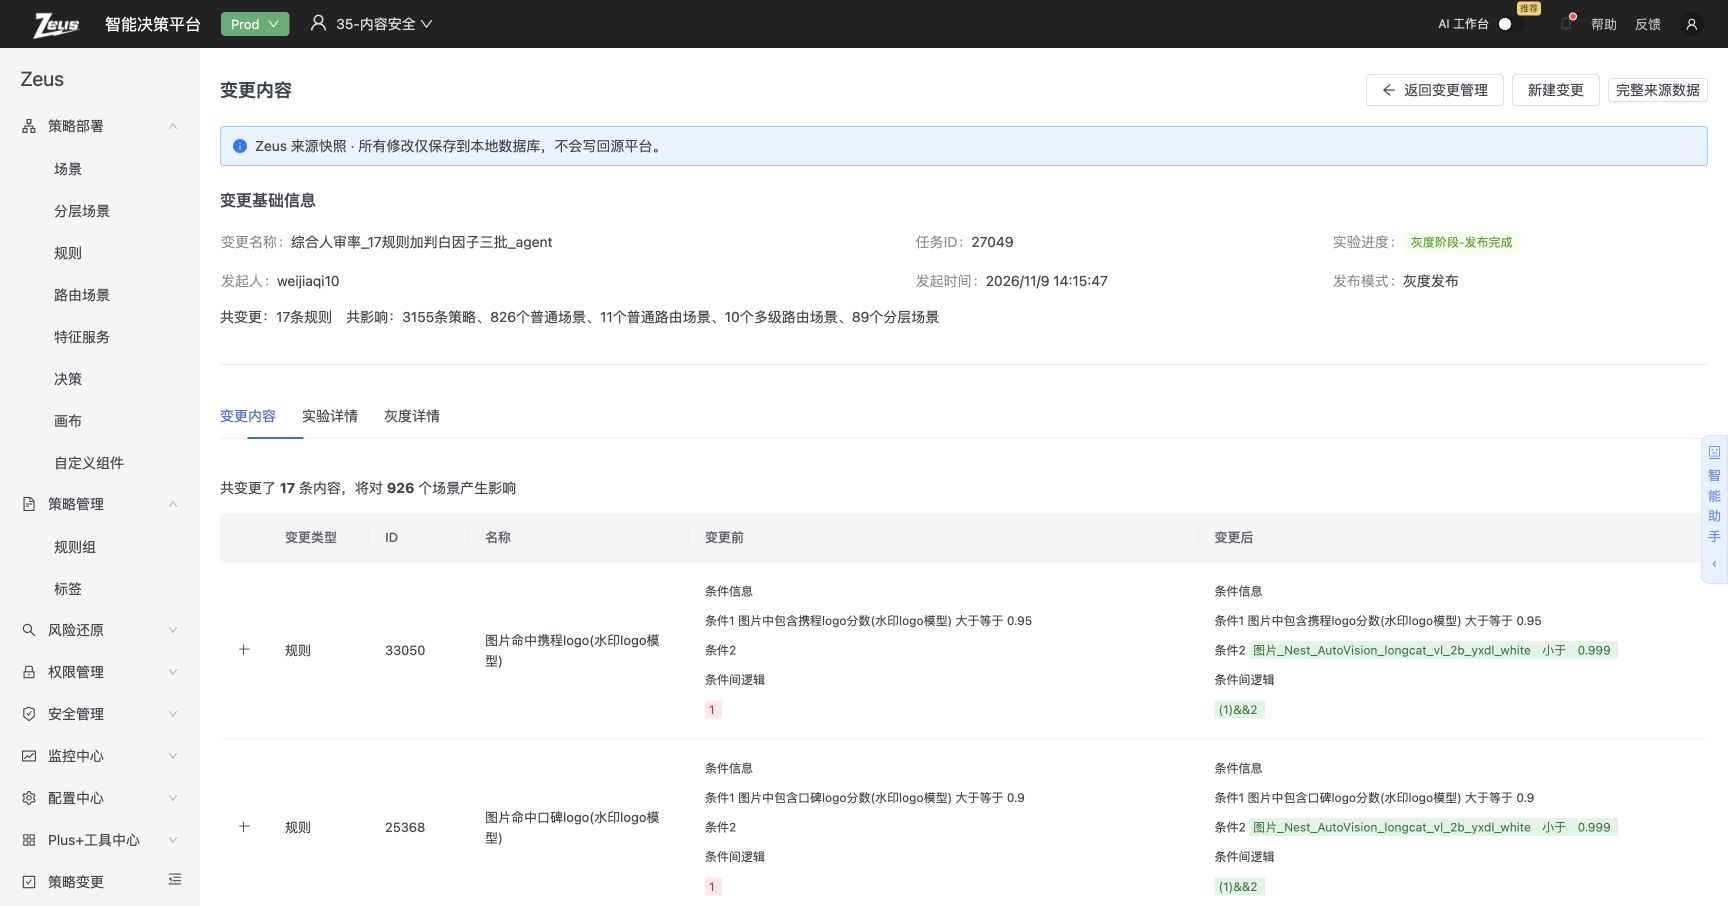 Zeus 智能决策平台 Prod 35-内容安全 AI 工作台 推荐 帮助 反馈
Zeus
策略部署
场景
分层场景
规则
路由场景
特征服务
决策
画布
自定义组件
策略管理
规则组
标签
风险还原
权限管理
安全管理
监控中心
配置中心
Plus+工具中心
策略变更
变更内容
返回变更管理 新建变更 完整来源数据
Zeus 来源快照 · 所有修改仅保存到本地数据库，不会写回源平台。
变更基础信息
变更名称： 综合人审率_17规则加判白因子三批_agent 任务ID： 27049 实验进度： 灰度阶段-发布完成
发起人： weijiaqi10 发起时间： 2026/11/9 14:15:47 发布模式： 灰度发布
共变更：17条规则 共影响：3155条策略、826个普通场景、11个普通路由场景、10个多级路由场景、89个分层场景
变更内容 实验详情 灰度详情
共变更了 17 条内容，将对 926 个场景产生影响
变更类型 ID 名称 变更前 变更后
规则 33050
图片命中携程logo(水印logo模
型)
条件信息
条件1 图片中包含携程logo分数(水印logo模型) 大于等于 0.95
条件2
条件间逻辑
1
条件信息
条件1 图片中包含携程logo分数(水印logo模型) 大于等于 0.95
条件2 图片_Nest_AutoVision_longcat_vl_2b_yxdl_white 小于 0.999
条件间逻辑
(1)&&2
规则 25368
图片命中口碑logo(水印logo模
型)
条件信息
条件1 图片中包含口碑logo分数(水印logo模型) 大于等于 0.9
条件2
条件间逻辑
1
条件信息
条件1 图片中包含口碑logo分数(水印logo模型) 大于等于 0.9
条件2 图片_Nest_AutoVision_longcat_vl_2b_yxdl_white 小于 0.999
条件间逻辑
(1)&&2
智能助手